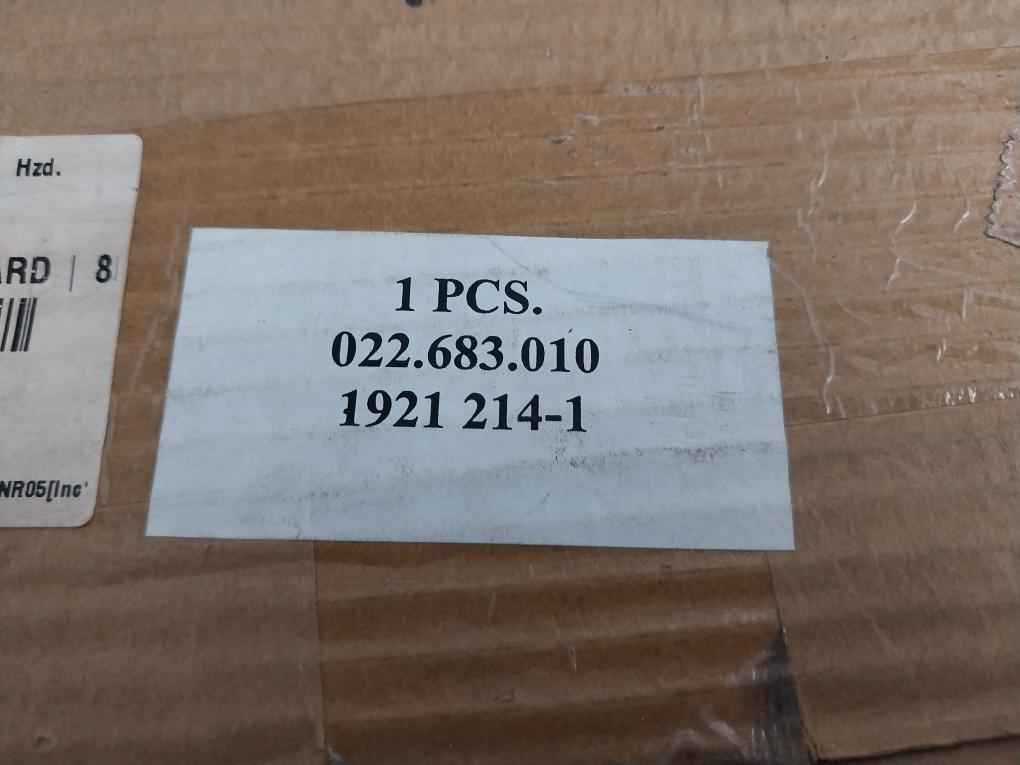 Hzd.
ARD | 8
1 PCS.
022.683.010
1921 214-1
NR05[Inc'